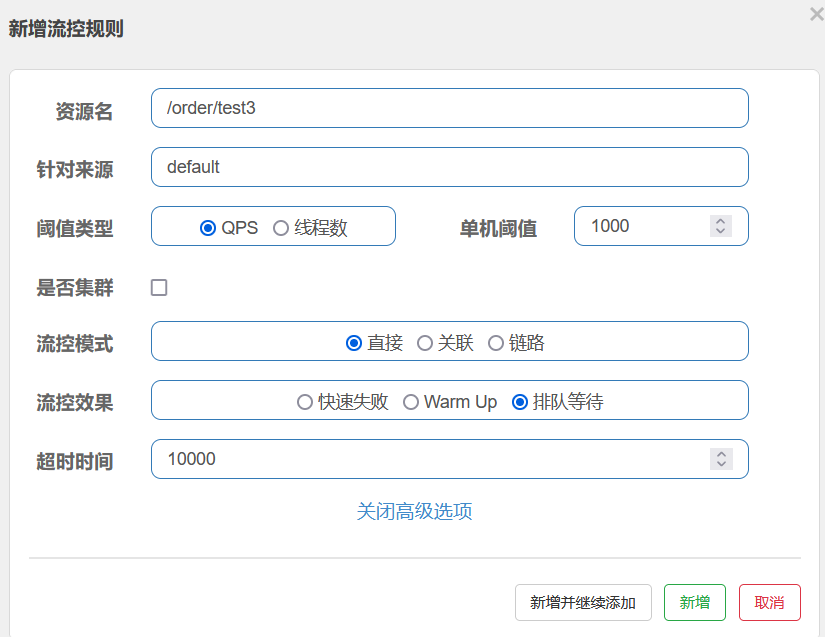 新增流控规则
资源名 /order/test3
针对来源 default
阈值类型 QPS 线程数 单机阈值 1000
是否集群
流控模式 直接 关联 链路
流控效果 快速失败 Warm Up 排队等待
超时时间 10000
关闭高级选项
新增并继续添加 新增 取消